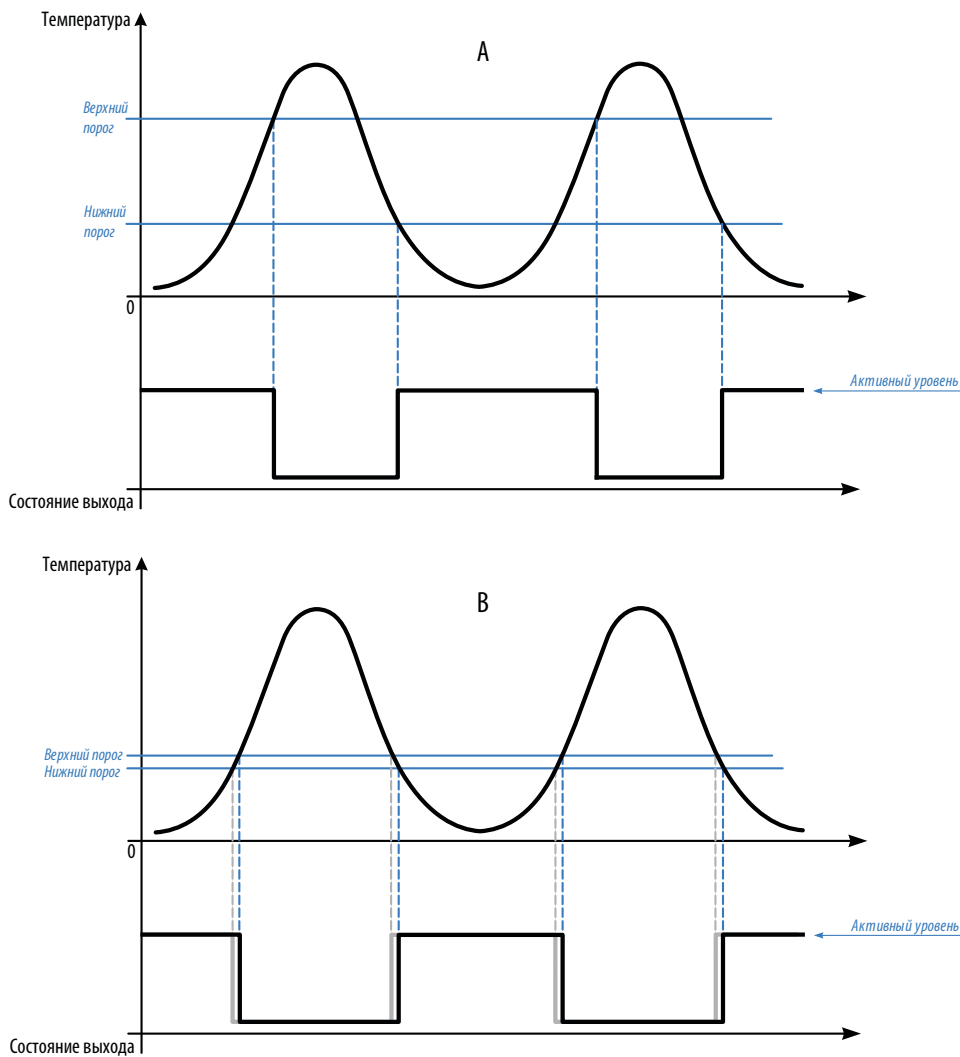 Температура
A
Верхний
порог
Нижний
порог
0
Активный уровень
Состояние выхода
Температура
B
Верхний порог
Нижний порог
0
Активный уровень
Состояние выхода